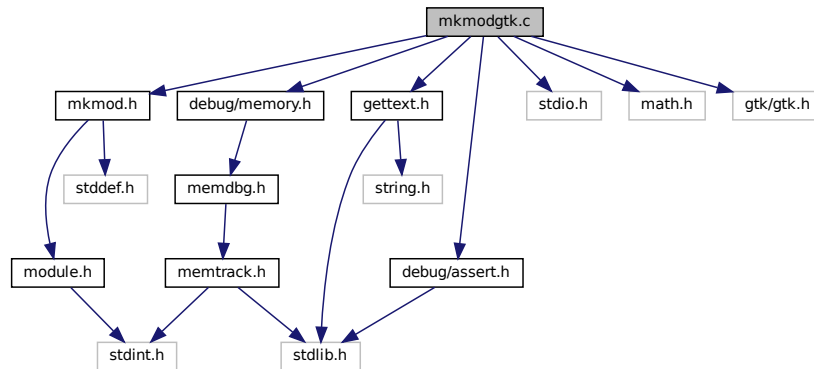 mkmodgtk.c
mkmod.h
debug/memory.h
gettext.h
stdio.h
math.h
gtk/gtk.h
stddef.h
memdbg.h
string.h
module.h
memtrack.h
debug/assert.h
stdint.h
stdlib.h